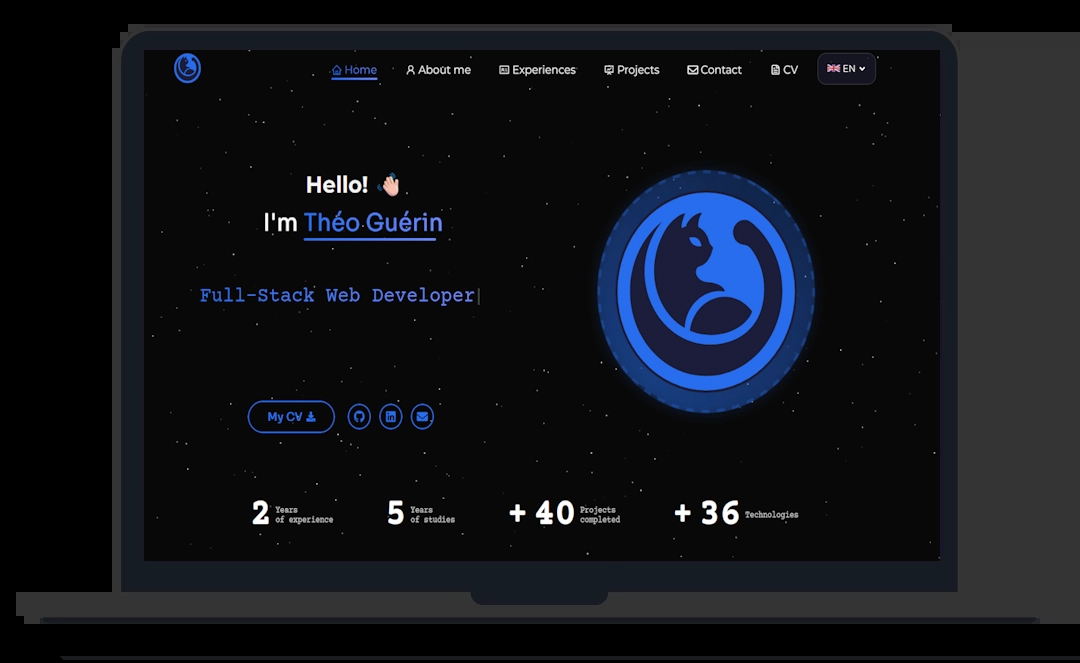 Home About me Experiences Projects Contact CV EN
Hello!
I'm Théo Guérin
Full-Stack Web Developer
My CV
2 Years of experience
5 Years of studies
+ 40 Projects completed
+ 36 Technologies